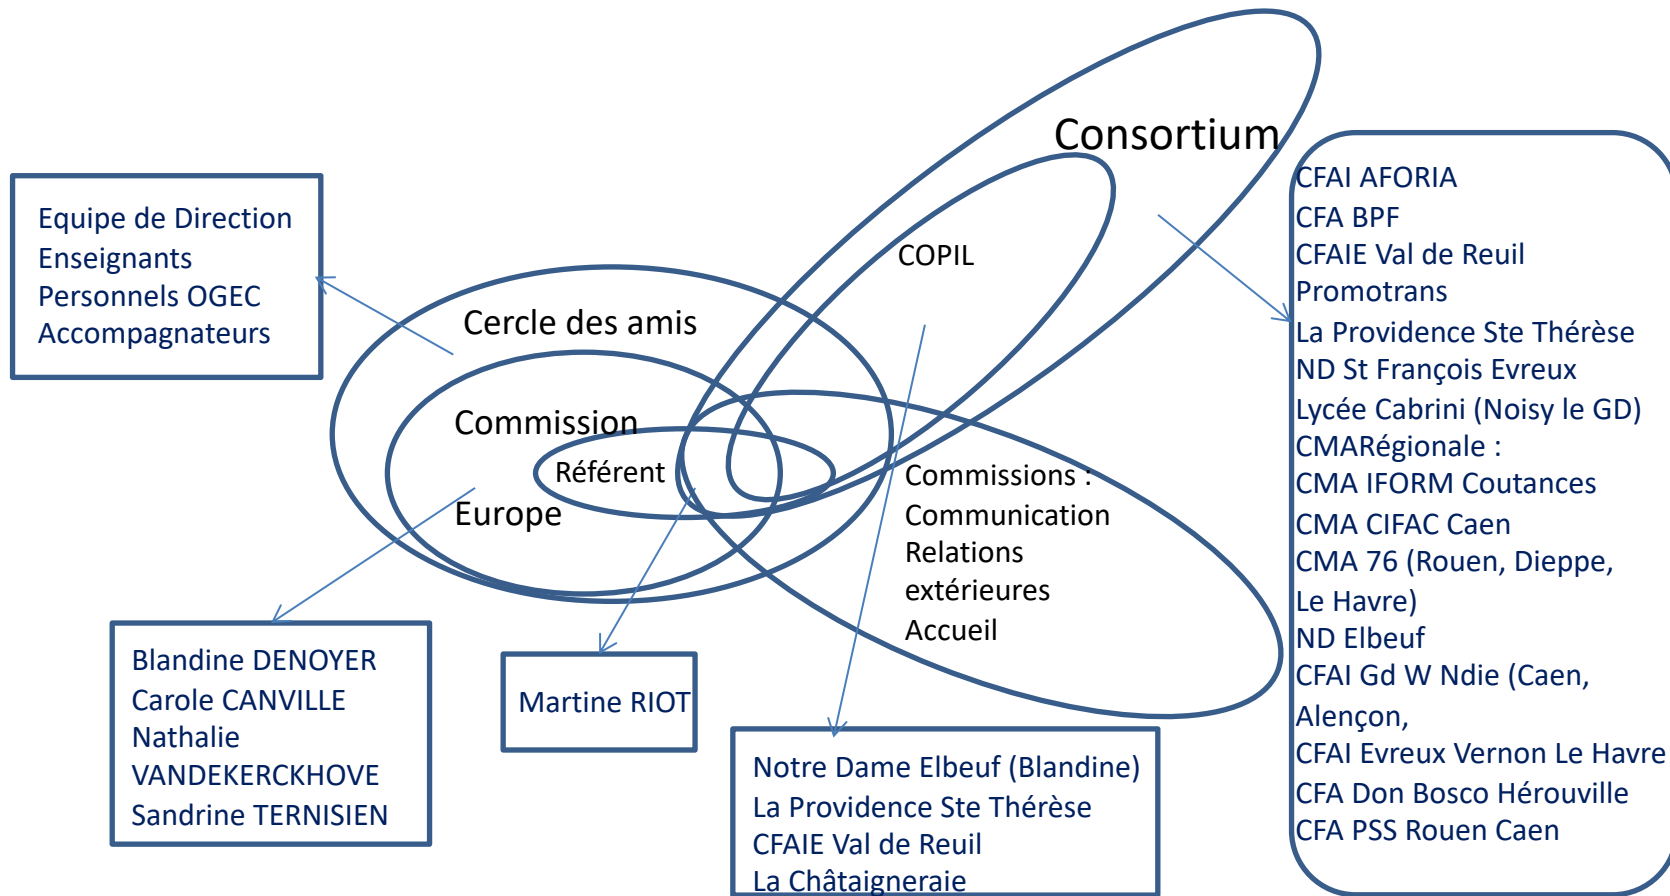 Consortium
COPIL
Cercle des amis
Commission
Référent
Europe
Commissions :
Communication
Relations
extérieures
Accueil
Equipe de Direction
Enseignants
Personnels OGEC
Accompagnateurs
Blandine DENOYER
Carole CANVILLE
Nathalie
VANDEKERCKHOVE
Sandrine TERNISIEN
Martine RIOT
Notre Dame Elbeuf (Blandine)
La Providence Ste Thérèse
CFAIE Val de Reuil
La Châtaigneraie
CFAI AFORIA
CFA BPF
CFAIE Val de Reuil
Promotrans
La Providence Ste Thérèse
ND St François Evreux
Lycée Cabrini (Noisy le GD)
CMARégionale :
CMA IFORM Coutances
CMA CIFAC Caen
CMA 76 (Rouen, Dieppe,
Le Havre)
ND Elbeuf
CFAI Gd W Ndie (Caen,
Alençon,
CFAI Evreux Vernon Le Havre
CFA Don Bosco Hérouville
CFA PSS Rouen Caen